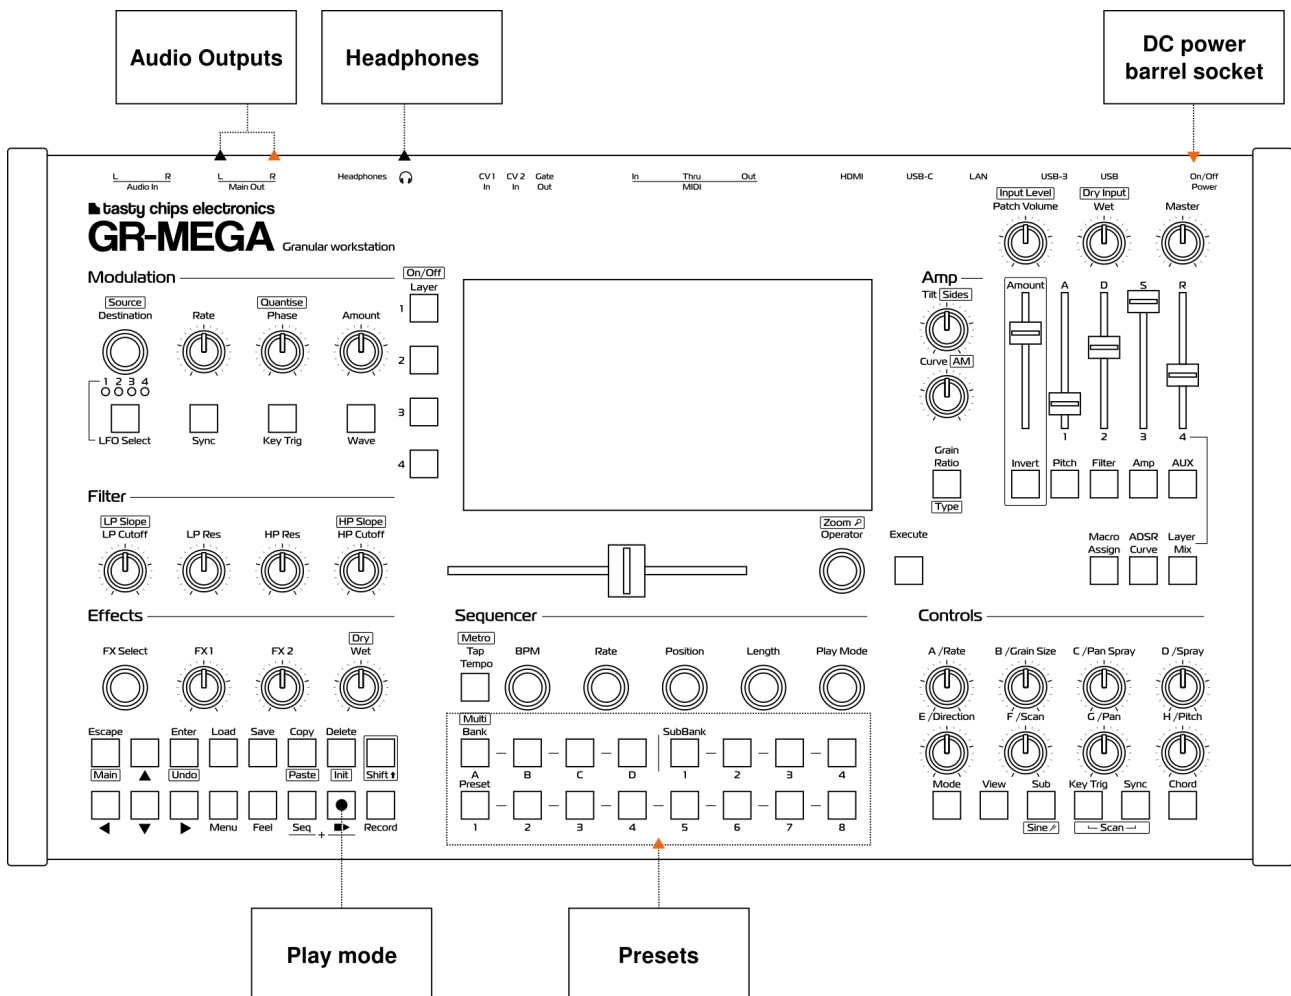 Audio Outputs
Headphones
DC power
barrel socket
L R
Audio In
L R
Main Out
Headphones
CV 1 CV 2 Gate
In In Out
In Thru Out
MIDI
HDMI
USB-C
LAN
USB-3
USB
On/Off
Power
tasty chips electronics
GR-MEGA Granular workstation
Input Level
Patch Volume
Dry Input
Wet
Master
Modulation
On/Off
Layer
1
2
3
4
Source
Destination
Rate
Quantise
Phase
Amount
1 2 3 4
LFO Select
Sync
Key Trig
Wave
Amp
Tilt Sides
Curve AM
Grain
Ratio
Type
Amount A D S R
1 2 3 4
Invert Pitch Filter Amp AUX
Macro
Assign
ADSR
Curve
Layer
Mix
Filter
LP Slope
LP Cutoff
LP Res
HP Res
HP Slope
HP Cutoff
Zoom
Operator
Execute
Effects
FX Select
FX 1
FX 2
Dry
Wet
Escape Enter Load Save Copy Delete
Main Undo Paste Init Shift
Menu Feel Seq + Record
Sequencer
Metro
Tap
Tempo
BPM
Rate
Position
Length
Play Mode
Multi
Bank
SubBank
A B C D 1 2 3 4
Preset
1 2 3 4 5 6 7 8
Controls
A /Rate B /Grain Size C /Pan Spray D /Spray
E /Direction F /Scan G /Pan H /Pitch
Mode View Sub Key Trig Sync Chord
Sine Scan
Play mode
Presets